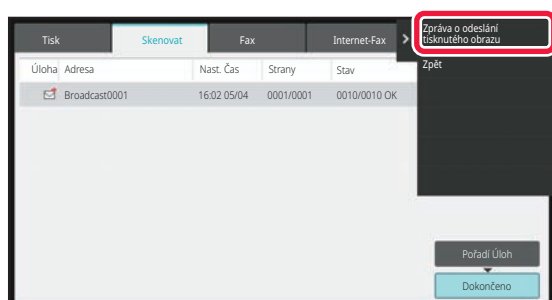 Tisk Skenovat Fax Internet-Fax
Zpráva o odeslání
tisknutého obrazu
Zpět
Úloha Adresa Nast. Čas Strany Stav
Broadcast0001 16:02 05/04 0001/0001 0010/0010 OK
Pořadí Úloh
Dokončeno